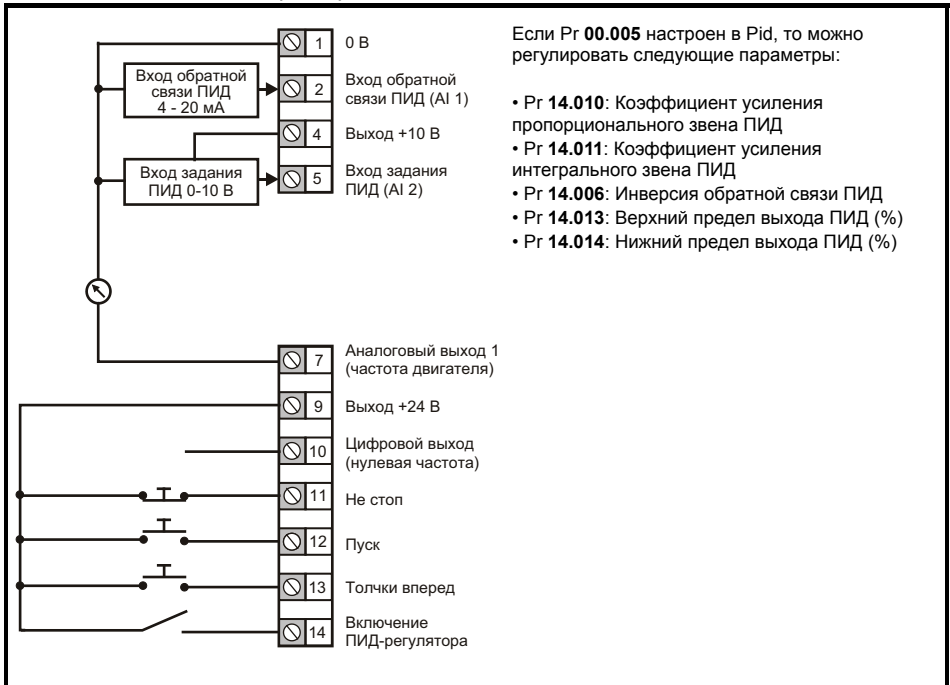 1
0 В
Вход обратной
связи ПИД
4 - 20 мА
2
Вход обратной
связи ПИД (AI 1)
4
Выход +10 В
Вход задания
ПИД 0-10 В
5
Вход задания
ПИД (AI 2)
7
Аналоговый выход 1
(частота двигателя)
9
Выход +24 В
10
Цифровой выход
(нулевая частота)
11
Не стоп
12
Пуск
13
Толчки вперед
14
Включение
ПИД-регулятора
Если Pr 00.005 настроен в Pid, то можно
регулировать следующие параметры:
• Pr 14.010: Коэффициент усиления
пропорционального звена ПИД
• Pr 14.011: Коэффициент усиления
интегрального звена ПИД
• Pr 14.006: Инверсия обратной связи ПИД
• Pr 14.013: Верхний предел выхода ПИД (%)
• Pr 14.014: Нижний предел выхода ПИД (%)